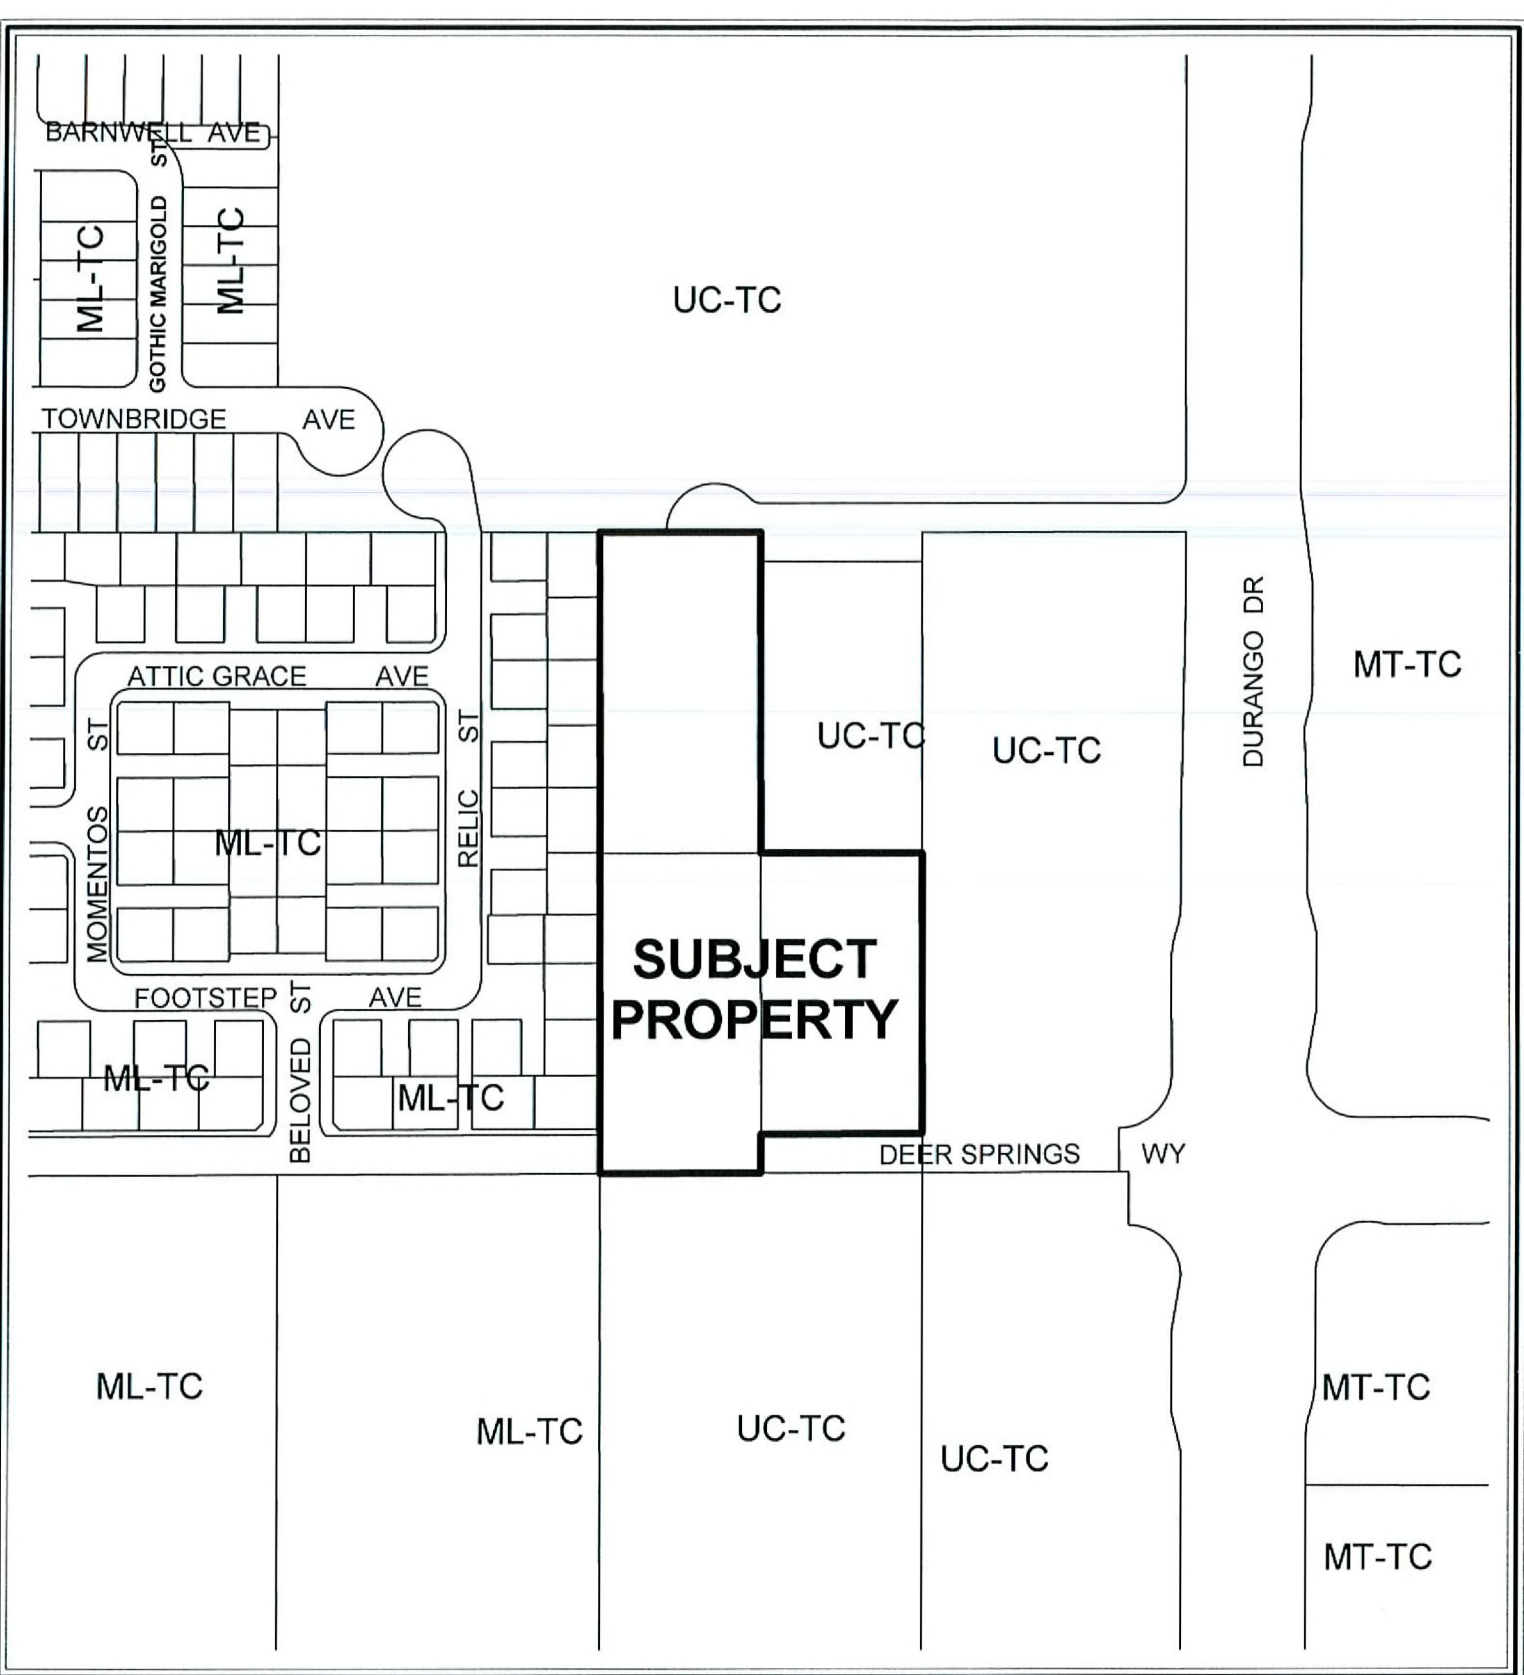 BARNWELL AVE
GOTHIC MARIGOLD ST
ML-TC
ML-TC
UC-TC
TOWNBRIDGE AVE
ATTIC GRACE AVE
MOMENTOS ST
RELIC ST
ML-TC
UC-TC
UC-TC
DURANGO DR
MT-TC
SUBJECT
PROPERTY
FOOTSTEP AVE
BELOVED ST
ML-TC
ML-TC
DEER SPRINGS WY
ML-TC
ML-TC
UC-TC
UC-TC
MT-TC
MT-TC